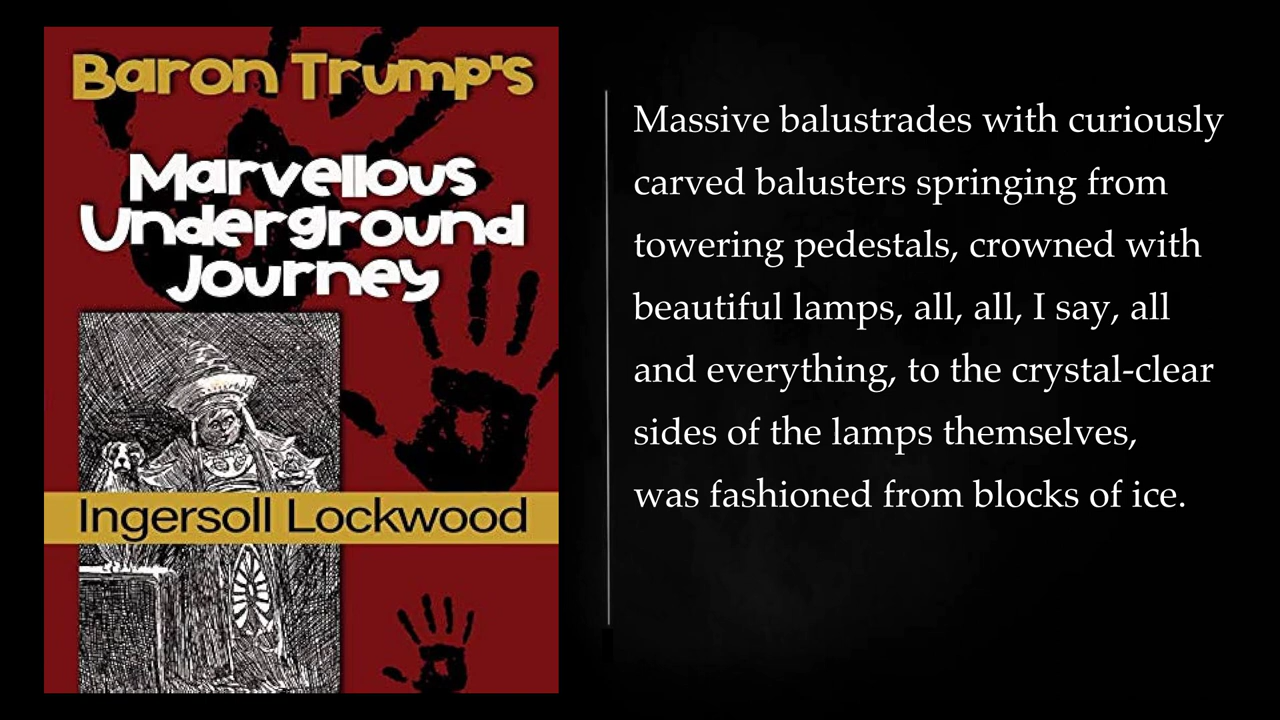 Baron Trump's
Marvellous
Underground
Journey
Ingersoll Lockwood
Massive balustrades with curiously
carved balusters springing from
towering pedestals, crowned with
beautiful lamps, all, all, I say, all
and everything, to the crystal-clear
sides of the lamps themselves,
was fashioned from blocks of ice.